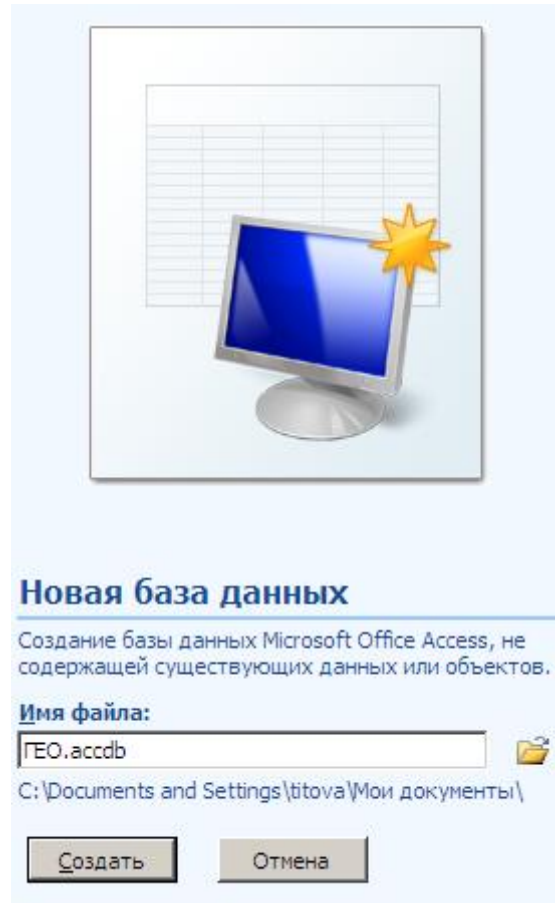 Новая база данных
Создание базы данных Microsoft Office Access, не
содержащей существующих данных или объектов.
Имя файла:
ГЕО.accdb
C:\Documents and Settings\titova\Мои документы\
Создать
Отмена